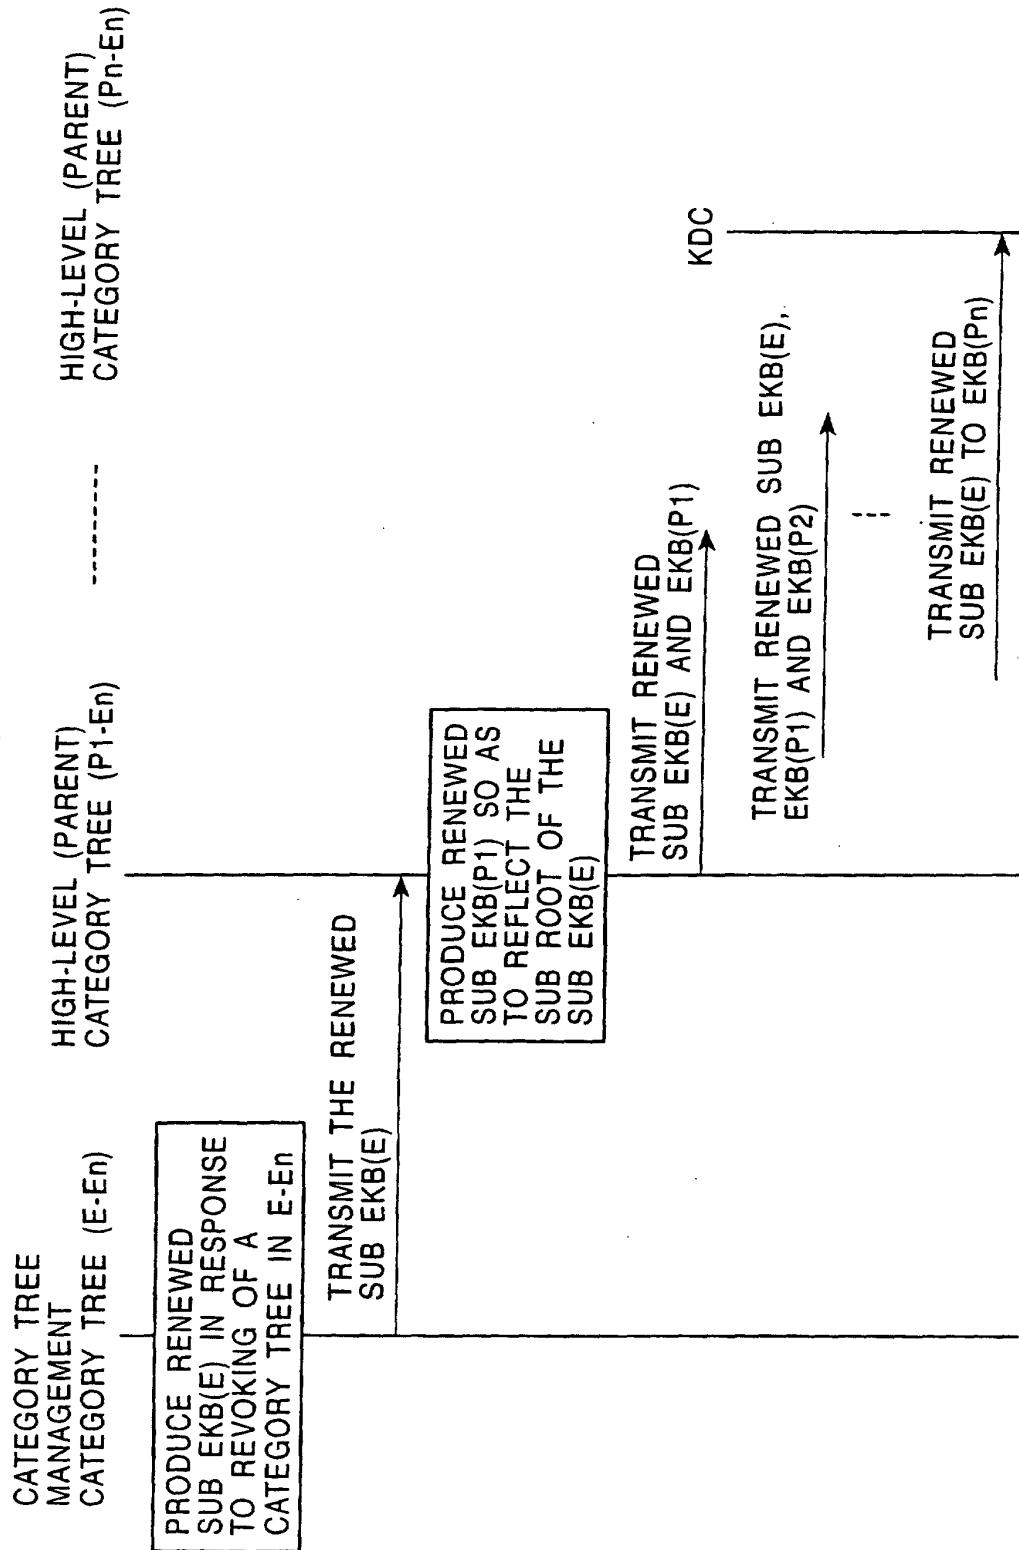 CATEGORY TREE
MANAGEMENT
CATEGORY TREE (E-En)
HIGH-LEVEL (PARENT)
CATEGORY TREE (P1-En)
---------
HIGH-LEVEL (PARENT)
CATEGORY TREE (Pn-En)
PRODUCE RENEWED
SUB EKB(E) IN RESPONSE
TO REVOKING OF A
CATEGORY TREE IN E-En
TRANSMIT THE RENEWED
SUB EKB(E)
PRODUCE RENEWED
SUB EKB(P1) SO AS
TO REFLECT THE
SUB ROOT OF THE
SUB EKB(E)
TRANSMIT RENEWED
SUB EKB(E) AND EKB(P1)
KDC
TRANSMIT RENEWED SUB EKB(E),
EKB(P1) AND EKB(P2)
---
TRANSMIT RENEWED
SUB EKB(E) TO EKB(Pn)